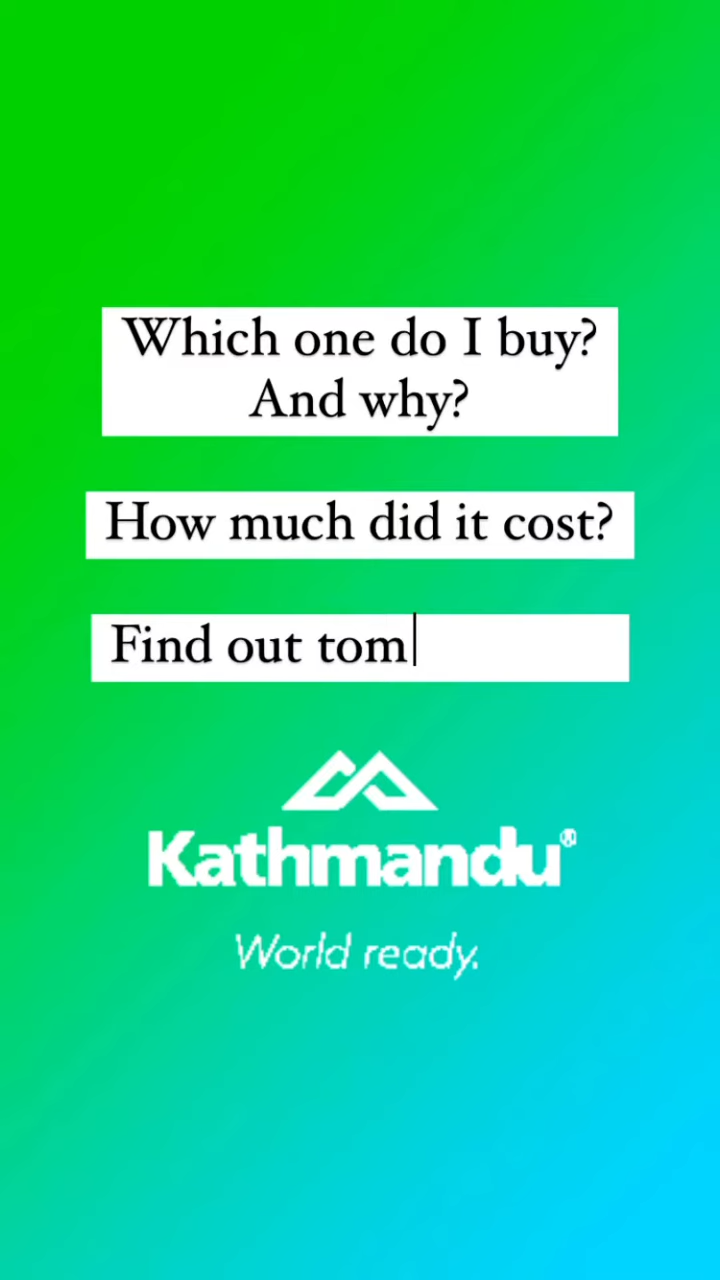 Which one do I buy?
And why?
How much did it cost?
Find out tom
Kathmandu®
World ready.